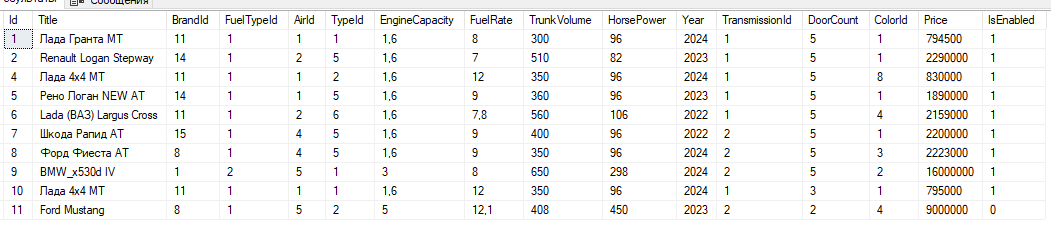 Сообщения
Id Title BrandId FuelTypeId AirId TypeId EngineCapacity FuelRate TrunkVolume HorsePower Year TransmissionId DoorCount ColorId Price IsEnabled
1 Лада Гранта МТ 11 1 1 1 1,6 8 300 96 2024 1 5 1 794500 1
2 Renault Logan Stepway 14 1 2 5 1,6 7 510 82 2023 1 5 1 2290000 1
4 Лада 4x4 МТ 11 1 1 2 1,6 12 350 96 2024 1 5 8 830000 1
5 Рено Логан NEW AT 14 1 1 5 1,6 9 360 96 2023 1 5 1 1890000 1
6 Lada (ВАЗ) Largus Cross 11 1 2 6 1,6 7,8 560 106 2022 1 5 4 2159000 1
7 Шкода Рапид АТ 15 1 4 5 1,6 9 400 96 2022 2 5 1 2200000 1
8 Форд Фиеста АТ 8 1 4 5 1,6 9 350 96 2024 2 5 3 2223000 1
9 BMW_x530d IV 1 2 5 1 3 8 650 298 2024 2 5 2 16000000 1
10 Лада 4x4 МТ 11 1 1 1 1,6 12 350 96 2024 1 3 1 795000 1
11 Ford Mustang 8 1 5 2 5 12,1 408 450 2023 2 2 4 9000000 0